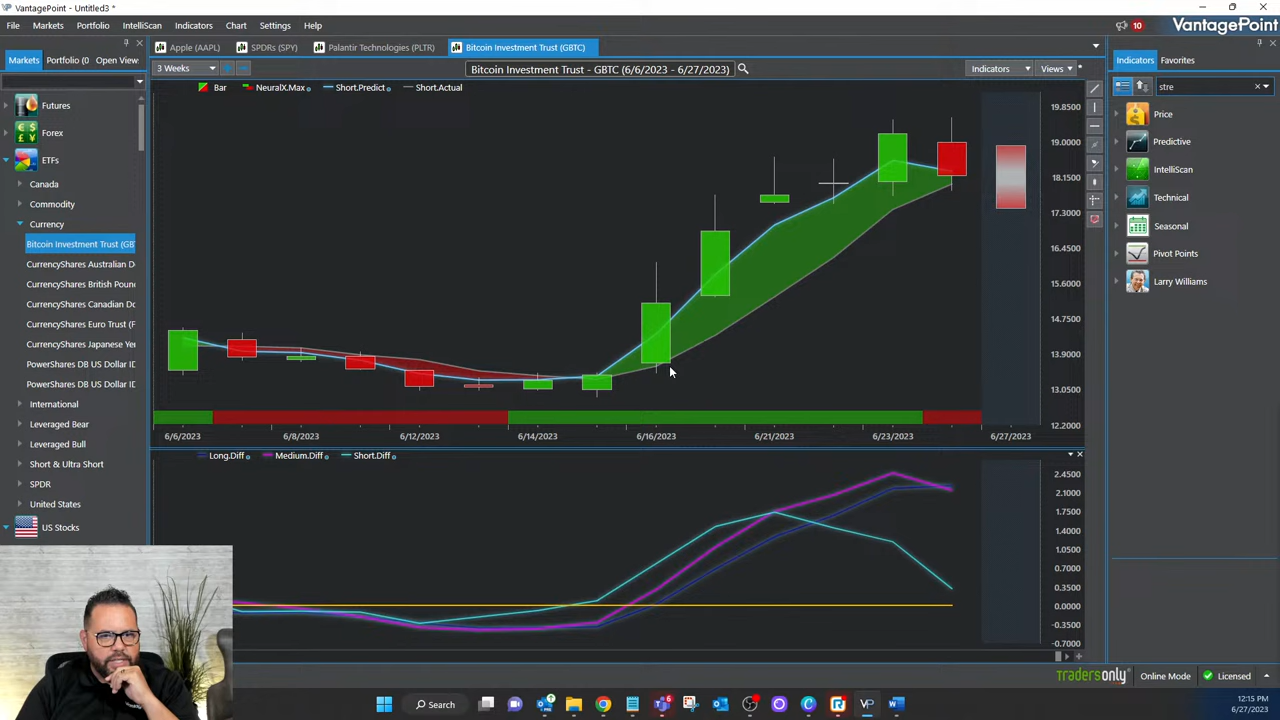 VantagePoint - Untitled3 *
File Markets Portfolio IntelliScan Indicators Chart Settings Help
10 VantagePoint
Markets Portfolio (0 Open View:
Apple (AAPL) SPDRs (SPY) Palantir Technologies (PLTR) Bitcoin Investment Trust (GBTC)
Indicators Favorites
3 Weeks Bitcoin Investment Trust - GBTC (6/6/2023 - 6/27/2023) Indicators Views
stre
Bar NeuralX.Max Short.Predict Short.Actual
Futures
Forex
ETFs
Canada
Commodity
Currency
Bitcoin Investment Trust (GBT
CurrencyShares Australian D
CurrencyShares British Poun
CurrencyShares Canadian Do
CurrencyShares Euro Trust (F
CurrencyShares Japanese Yer
PowerShares DB US Dollar ID
PowerShares DB US Dollar ID
International
Leveraged Bear
Leveraged Bull
Short & Ultra Short
SPDR
United States
US Stocks
19.8500
19.0000
18.1500
17.3000
16.4500
15.6000
14.7500
13.9000
13.0500
12.2000
6/6/2023 6/8/2023 6/12/2023 6/14/2023 6/16/2023 6/21/2023 6/23/2023 6/27/2023
Long.Diff Medium.Diff Short.Diff
2.4500
2.1000
1.7500
1.4000
1.0500
0.7000
0.3500
0.0000
-0.3500
-0.7000
Price
Predictive
IntelliScan
Technical
Seasonal
Pivot Points
Larry Williams
tradersonly Online Mode Licensed
Search
VP
12:15 PM
6/27/2023